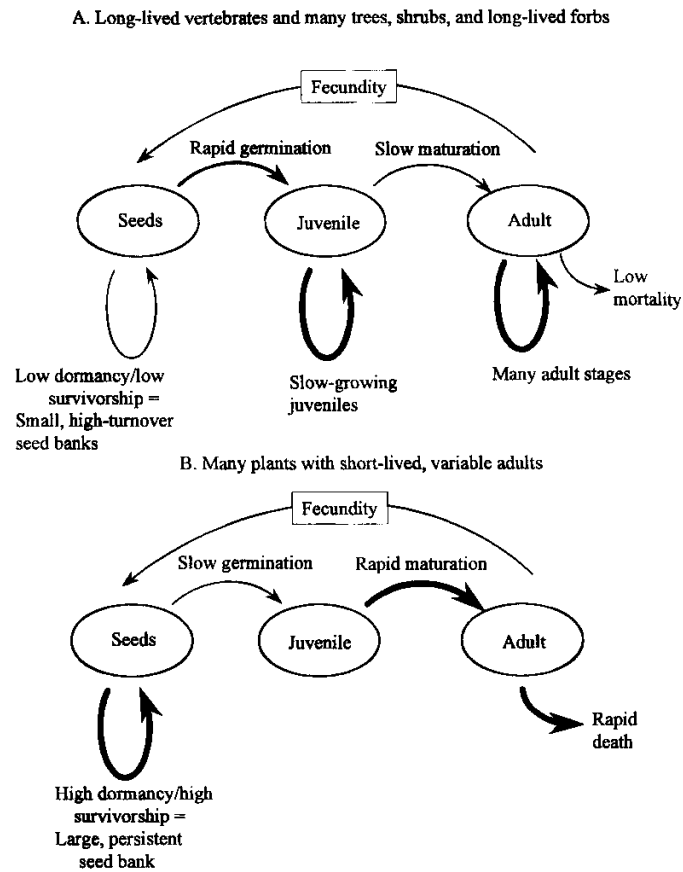 A. Long-lived vertebrates and many trees, shrubs, and long-lived forbs
Fecundity
Rapid germination
Slow maturation
Seeds
Juvenile
Adult
Low
mortality
Low dormancy/low
survivorship =
Small, high-turnover
seed banks
Slow-growing
juveniles
Many adult stages
B. Many plants with short-lived, variable adults
Fecundity
Slow germination
Rapid maturation
Seeds
Juvenile
Adult
Rapid
death
High dormancy/high
survivorship =
Large, persistent
seed bank